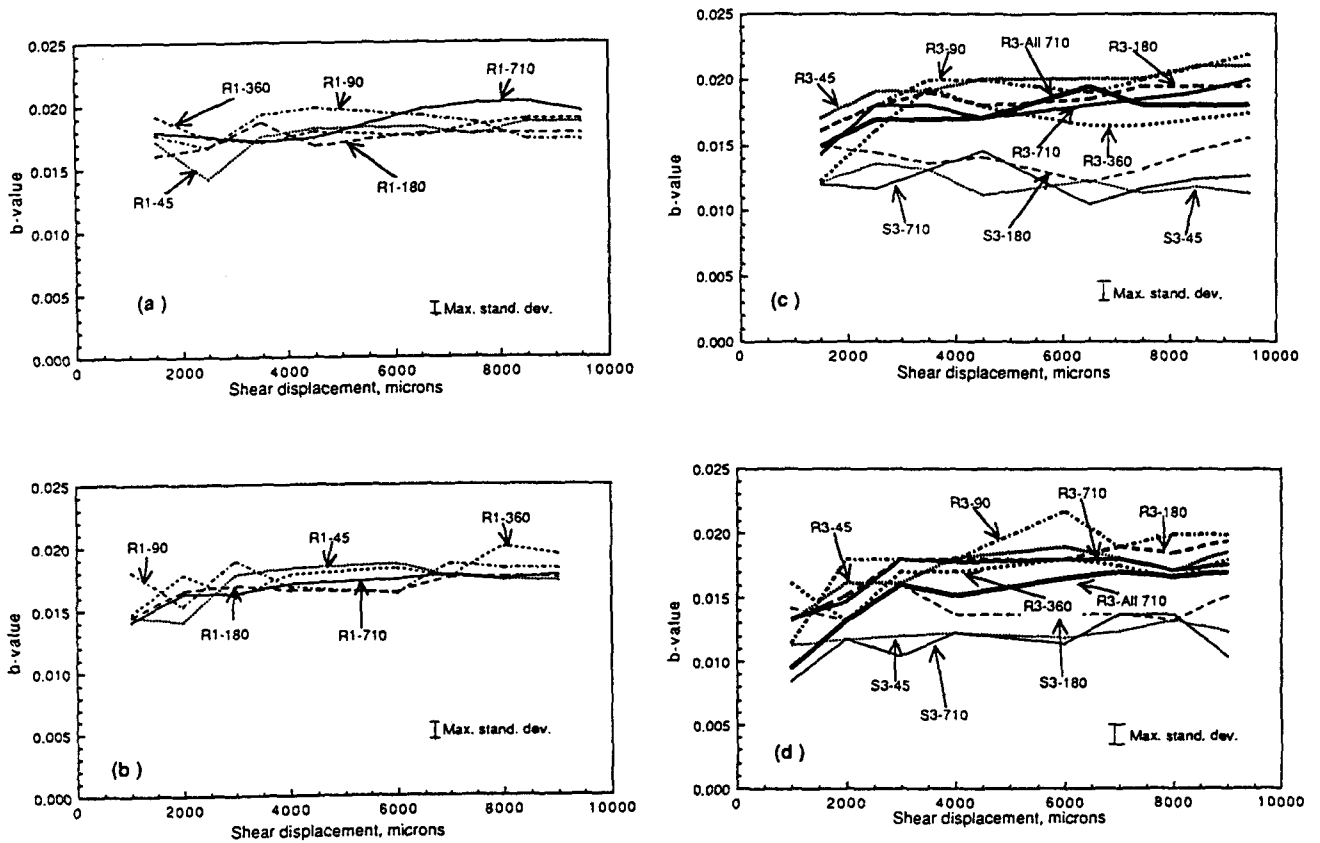 0.025
0.020
0.015
0.010
0.005
0.000
b-value
R1-360
R1-90
R1-710
R1-45
R1-180
(a)
Max. stand. dev.
0 2000 4000 6000 8000 10000
Shear displacement, microns
0.025
0.020
0.015
0.010
0.005
0.000
b-value
R3-45
R3-90
R3-All 710
R3-180
R3-710
R3-360
S3-710
S3-180
S3-45
(c)
Max. stand. dev.
0 2000 4000 6000 8000 10000
Shear displacement, microns
0.025
0.020
0.015
0.010
0.005
0.000
b-value
R1-90
R1-45
R1-360
R1-180
R1-710
(b)
Max. stand. dev.
0 2000 4000 6000 8000 10000
Shear displacement, microns
0.025
0.020
0.015
0.010
0.005
0.000
b-value
R3-45
R3-90
R3-710
R3-180
R3-360
R3-All 710
S3-45
S3-710
S3-180
(d)
Max. stand. dev.
0 2000 4000 6000 8000 10000
Shear displacement, microns